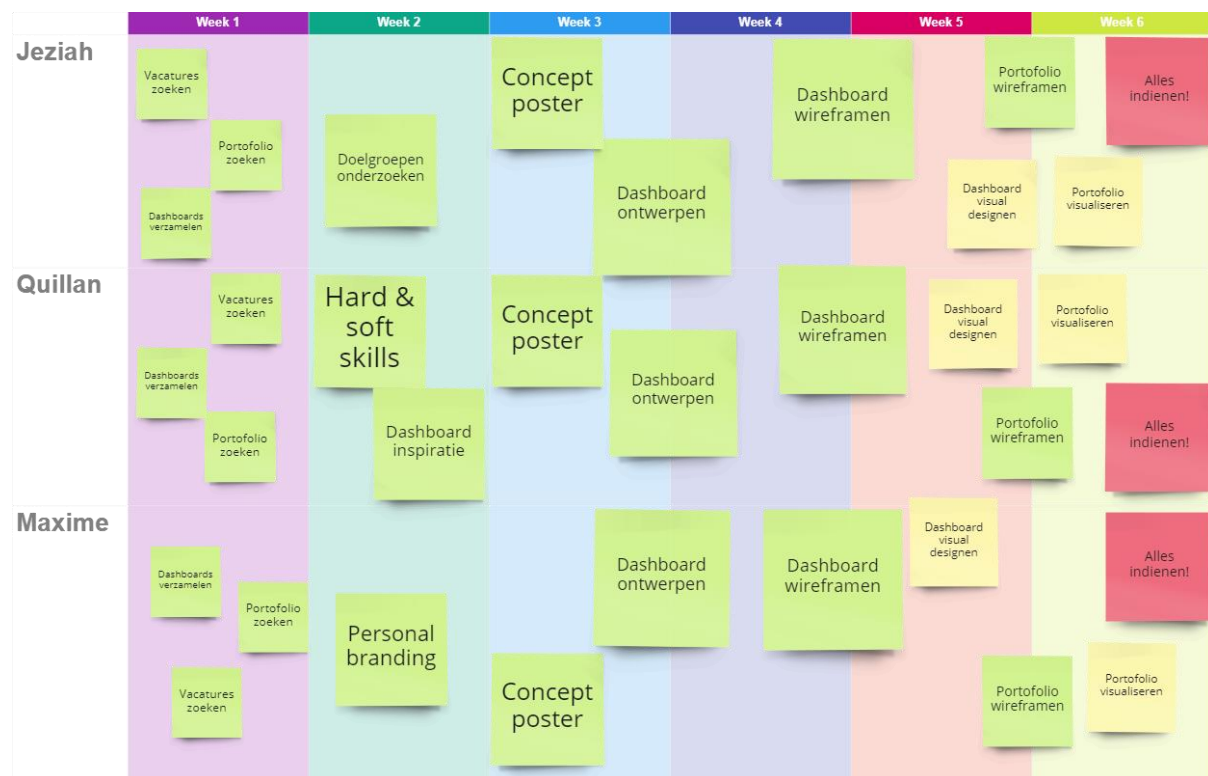 Week 1
Week 2
Week 3
Week 4
Week 5
Week 6
Jeziah
Vacatures
zoeken
Portofolio
zoeken
Dashboards
verzamelen
Doelgroepen
onderzoeken
Concept
poster
Dashboard
ontwerpen
Dashboard
wireframen
Portofolio
wireframen
Dashboard
visual
designen
Portofolio
visualiseren
Alles
indienen!
Quillan
Vacatures
zoeken
Dashboards
verzamelen
Portofolio
zoeken
Hard &
soft
skills
Dashboard
inspiratie
Concept
poster
Dashboard
ontwerpen
Dashboard
wireframen
Dashboard
visual
designen
Portofolio
visualiseren
Portofolio
wireframen
Alles
indienen!
Maxime
Dashboards
verzamelen
Portofolio
zoeken
Vacatures
zoeken
Personal
branding
Concept
poster
Dashboard
ontwerpen
Dashboard
wireframen
Dashboard
visual
designen
Portofolio
wireframen
Portofolio
visualiseren
Alles
indienen!